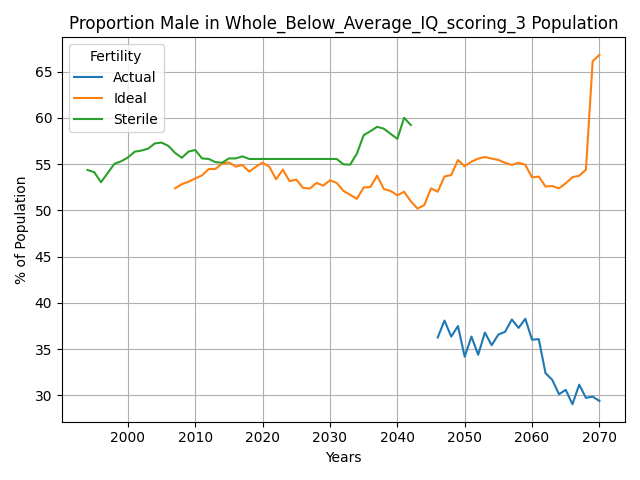 Proportion Male in Whole_Below_Average_IQ_scoring_3 Population
Fertility
Actual
Ideal
Sterile
% of Population
65
60
55
50
45
40
35
30
2000 2010 2020 2030 2040 2050 2060 2070
Years